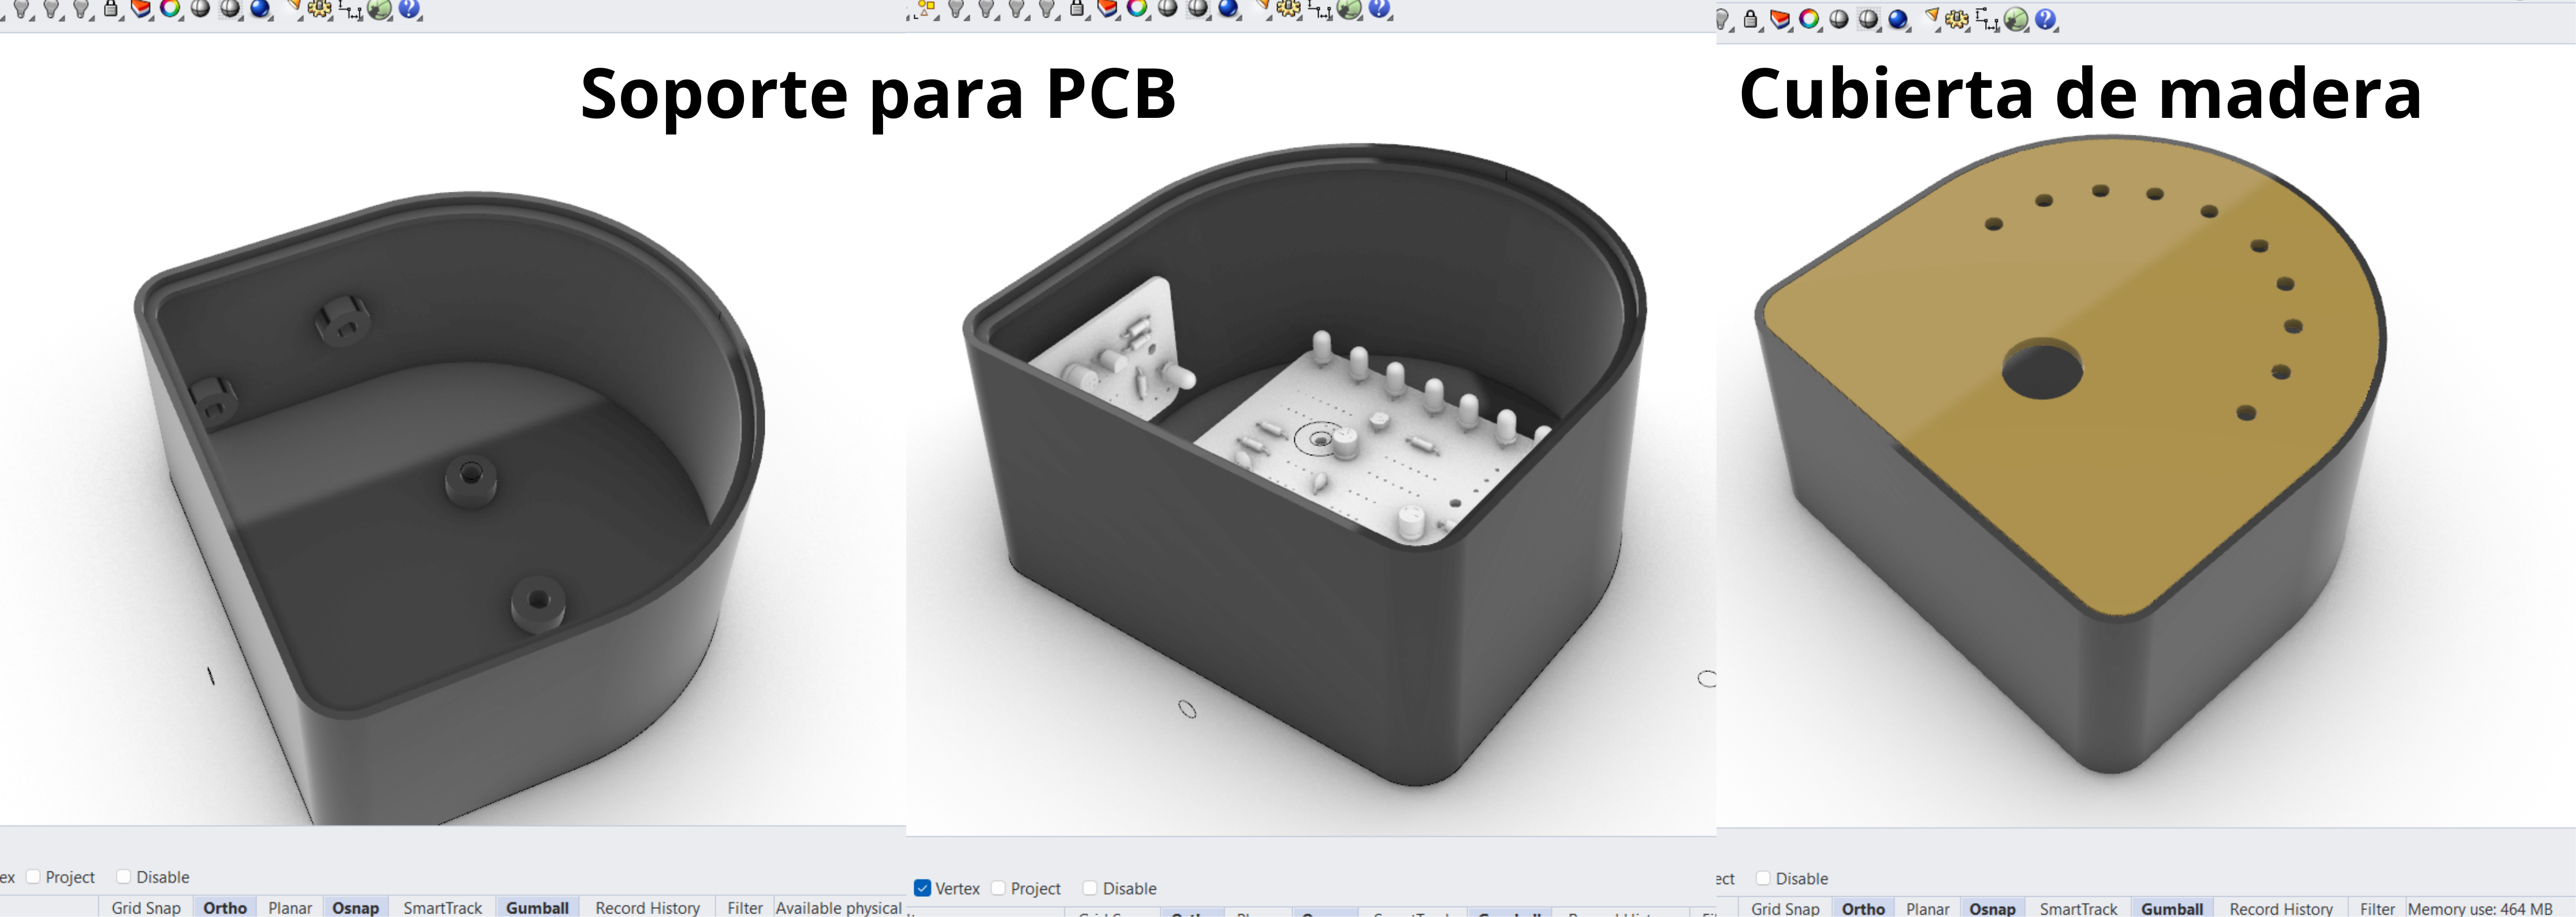 Soporte para PCB
Cubierta de madera
ex Project Disable
Grid Snap Ortho Planar Osnap SmartTrack Gumball Record History Filter Available physical
Vertex Project Disable
ect Disable
Grid Snap Ortho Planar Osnap SmartTrack Gumball Record History Filter Memory use: 464 MB